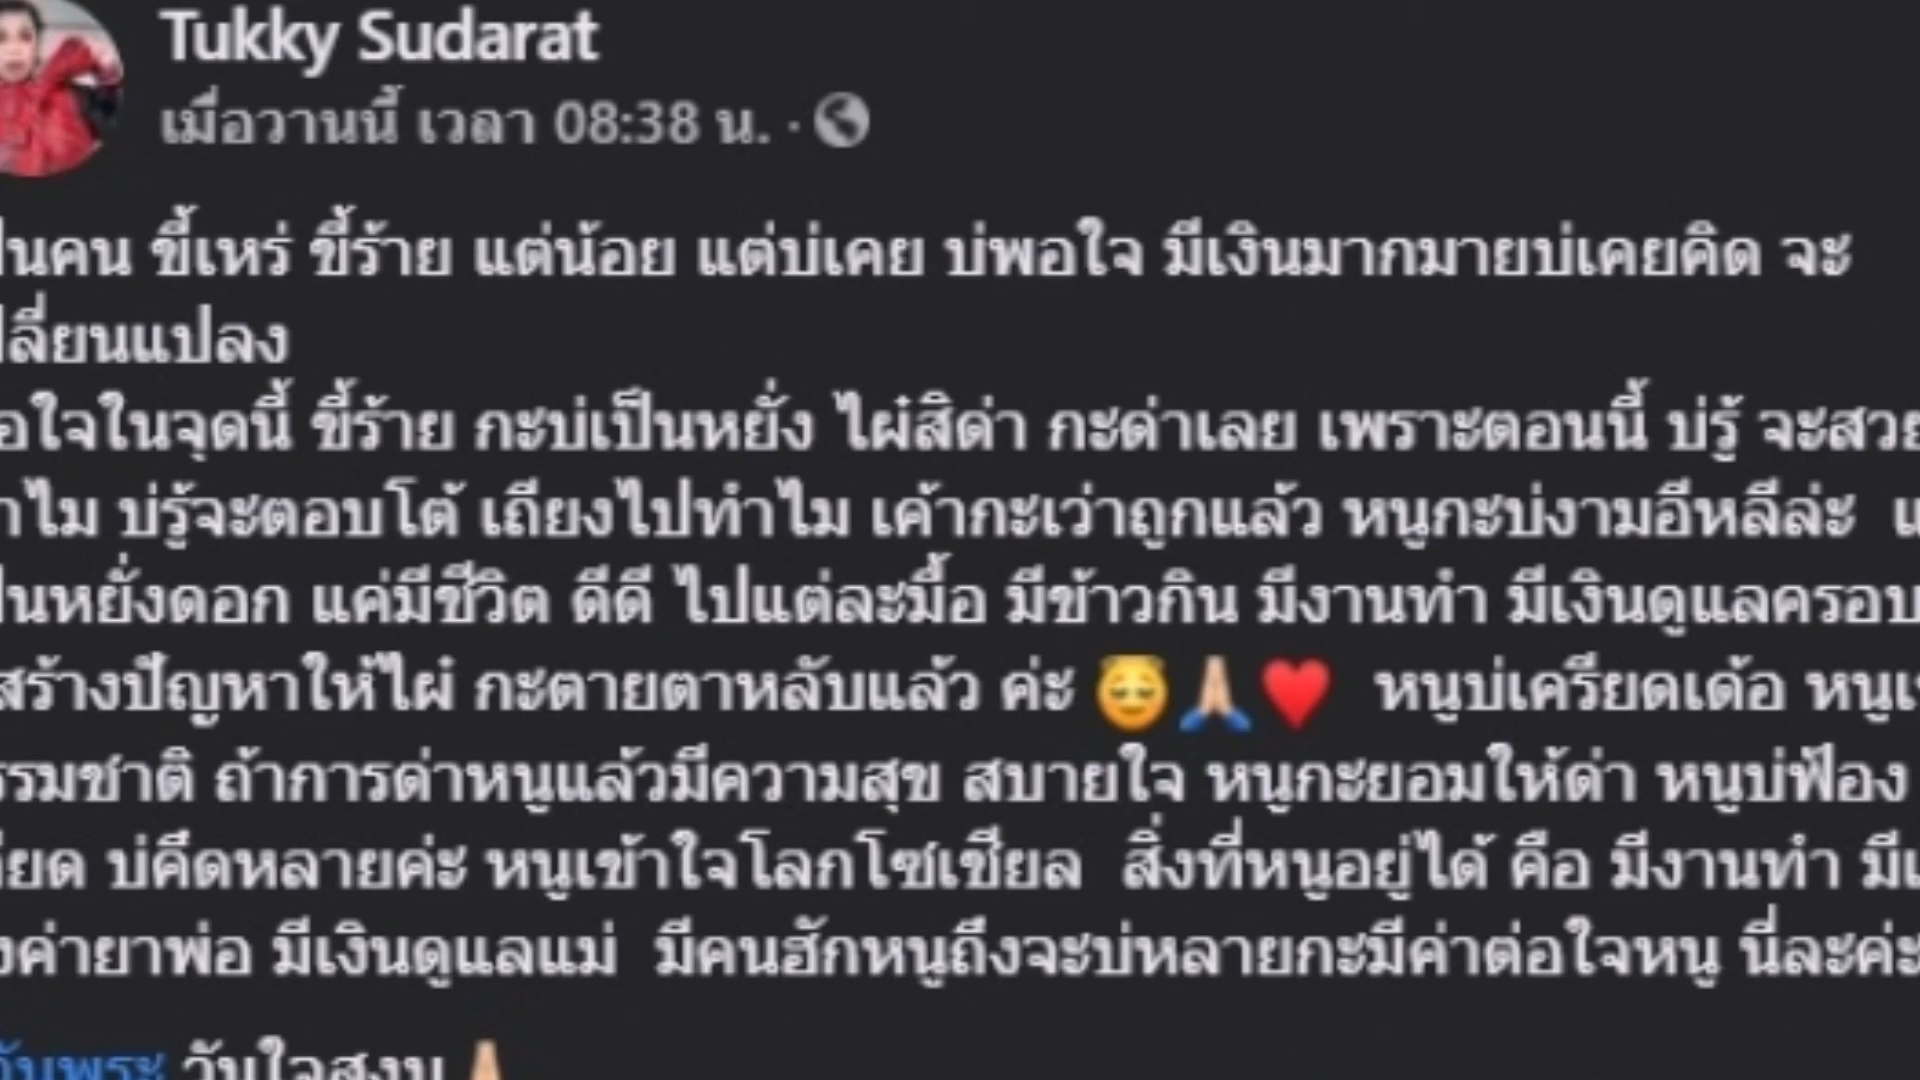 Tukky Sudarat
เมื่อวานนี้ เวลา 08:38 น. ·
ขี้เหร่ ขี้ร้าย แต่น้อย แต่บ่เคย บ่พอใจ มีเงินมากมายบ่เคยคิด จะ
ลี่ยนแปลง
อใจในจุดนี้ ขี้ร้าย กะบ่เป็นหยั่ง ไผ๋สิด่า กะด่าเลย เพราะตอนนี้ บ่รู้ จะสวย
ำไม บ่รู้จะตอบโต้ เถียงไปทำไม เค้ากะเว่าถูกแล้ว หนูกะบ่งามอีหลีล่ะ
นหยั่งดอก แค่มีชีวิต ดีดี ไปแต่ละมื้อ มีข้าวกิน มีงานทำ มีเงินดูแลครอบ
สร้างปัญหาให้ไผ๋ กะตายตาหลับแล้ว ค่ะ 😇🙏🏼❤️ หนูบ่เครียดเด้อ
รรมชาติ ถ้าการด่าหนูแล้วมีความสุข สบายใจ หนูกะยอมให้ด่า หนูบ่ฟ้อง
ียด บ่คึดหลายค่ะ หนูเข้าใจโลกโซเชียล สิ่งที่หนูอยู่ได้ คือ มีงานทำ
ค่ายาพ่อ มีเงินดูแลแม่ มีคนฮักหนูถึงจะบ่หลายกะมีค่าต่อใจหนู นี่ละค่ะ
วันพระ วันใจสงบ 🙏🏼